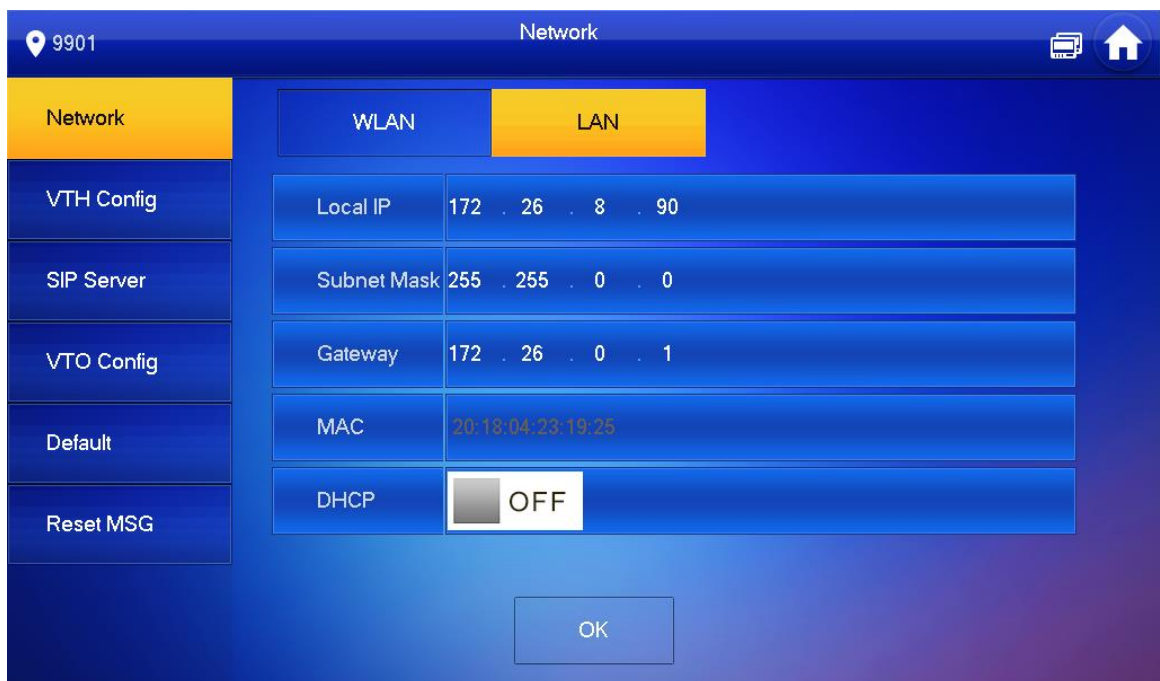 9901
Network
Network
VTH Config
SIP Server
VTO Config
Default
Reset MSG
WLAN LAN
Local IP 172 . 26 . 8 . 90
Subnet Mask 255 . 255 . 0 . 0
Gateway 172 . 26 . 0 . 1
MAC 20:18:04:23:19:25
DHCP OFF
OK